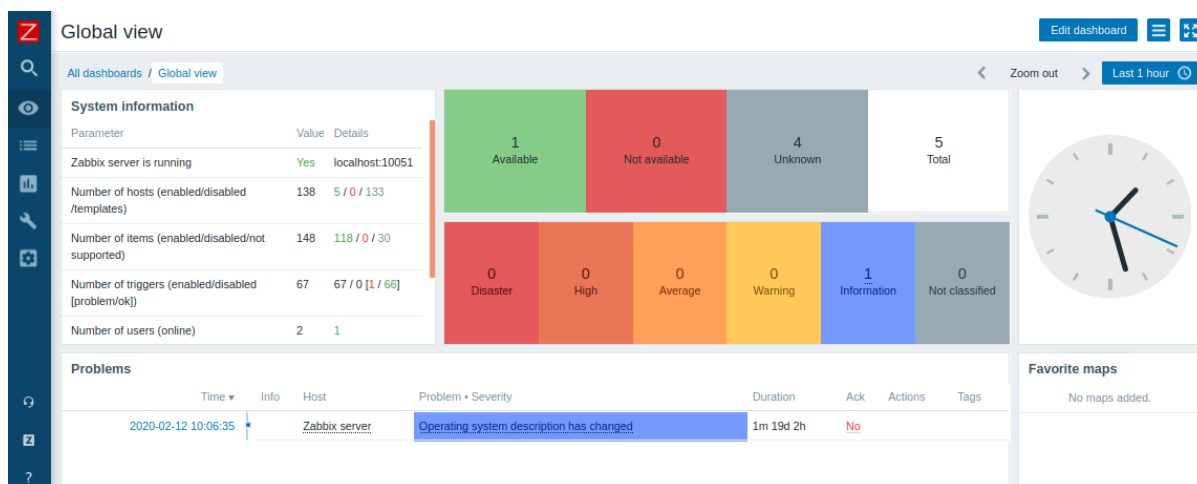 Z
Global view
Edit dashboard
All dashboards / Global view
Zoom out
Last 1 hour
System information
Parameter Value Details
Zabbix server is running Yes localhost:10051
Number of hosts (enabled/disabled
/templates) 138 5 / 0 / 133
Number of items (enabled/disabled/not
supported) 148 118 / 0 / 30
Number of triggers (enabled/disabled
[problem/ok]) 67 67 / 0 [1 / 66]
Number of users (online) 2 1
1
Available
0
Not available
4
Unknown
5
Total
0
Disaster
0
High
0
Average
0
Warning
1
Information
0
Not classified
Problems
Time Info Host Problem • Severity Duration Ack Actions Tags
2020-02-12 10:06:35 Zabbix server Operating system description has changed 1m 19d 2h No
Favorite maps
No maps added.
Z
?